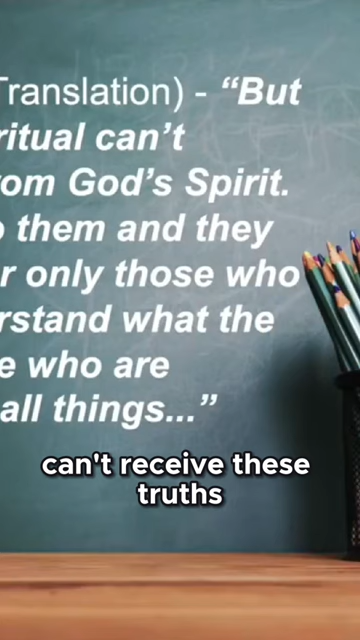 Translation) - “But
ritual can’t
om God’s Spirit.
them and they
r only those who
rstand what the
e who are
all things...”
can't receive these
truths